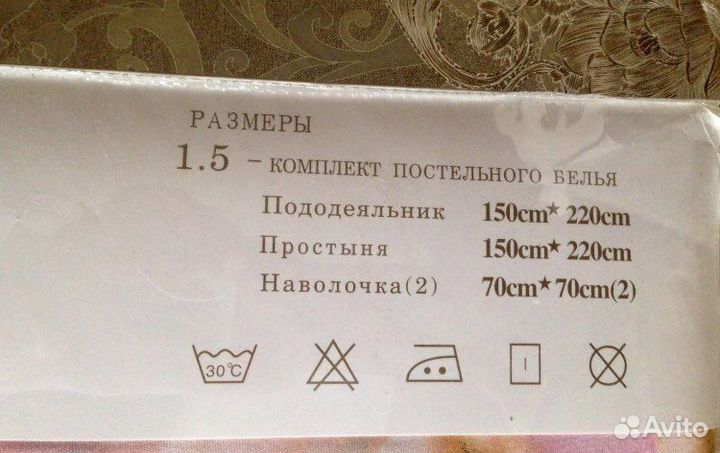 РАЗМЕРЫ
1.5 – КОМПЛЕКТ ПОСТЕЛЬНОГО БЕЛЬЯ
Пододеяльник 150cm★220cm
Простыня 150cm★220cm
Наволочка(2) 70cm★70cm(2)
30°C
Avito